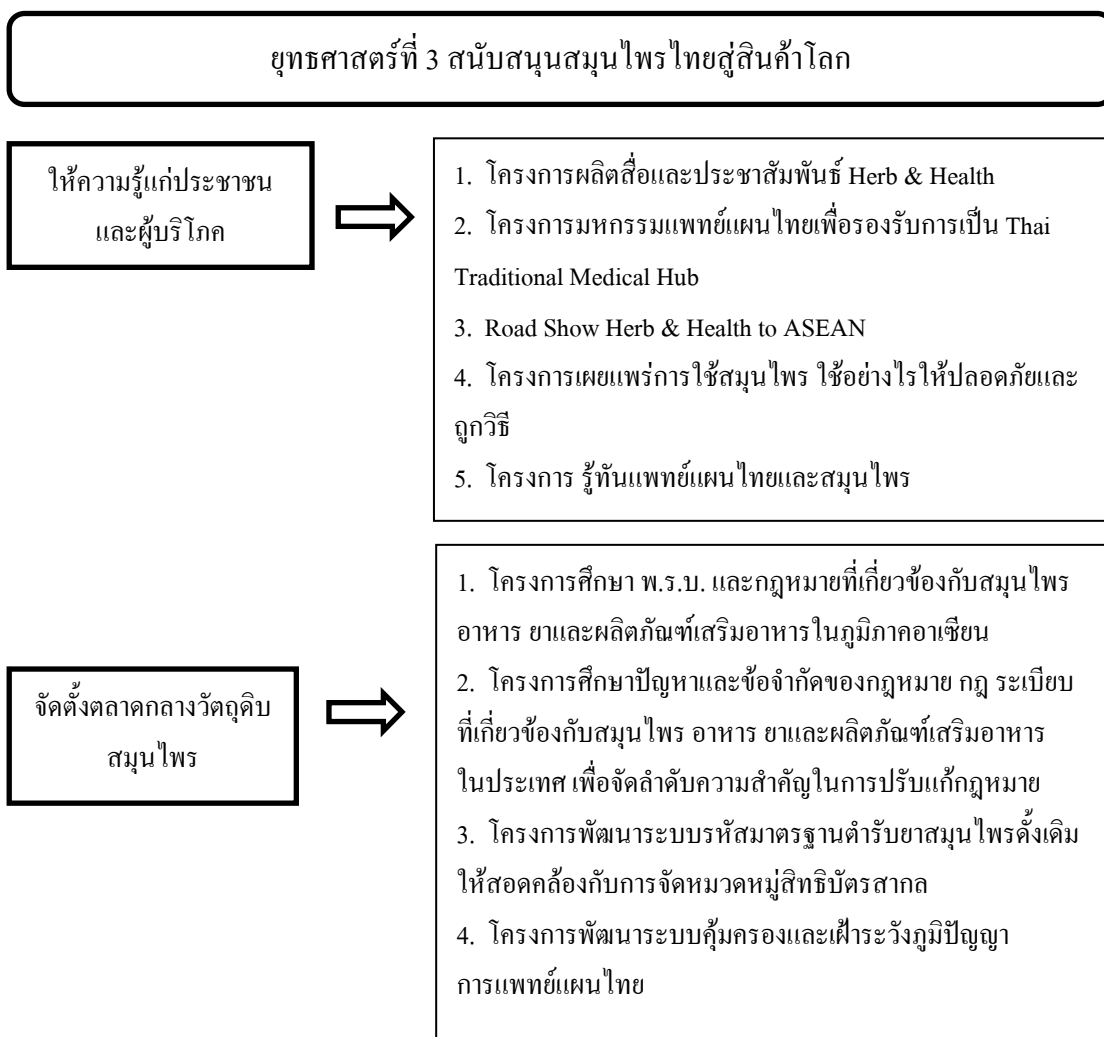 ยุทธศาสตร์ที่ 3 สนับสนุนสมุนไพรไทยสู่สินค้าโลก
ให้ความรู้แก่ประชาชน
และผู้บริโภค
1. โครงการผลิตสื่อและประชาสัมพันธ์ Herb & Health
2. โครงการมหกรรมแพทย์แผนไทยเพื่อรองรับการเป็น Thai
Traditional Medical Hub
3. Road Show Herb & Health to ASEAN
4. โครงการเผยแพร่การใช้สมุนไพร ใช้อย่างไรให้ปลอดภัยและ
ถูกวิธี
5. โครงการ รู้ทันแพทย์แผนไทยและสมุนไพร
จัดตั้งตลาดกลางวัตถุดิบ
สมุนไพร
1. โครงการศึกษา พ.ร.บ. และกฎหมายที่เกี่ยวข้องกับสมุนไพร
อาหาร ยาและผลิตภัณฑ์เสริมอาหารในภูมิภาคอาเซียน
2. โครงการศึกษาปัญหาและข้อจำกัดของกฎหมาย กฎ ระเบียบ
ที่เกี่ยวข้องกับสมุนไพร อาหาร ยาและผลิตภัณฑ์เสริมอาหาร
ในประเทศ เพื่อจัดลำดับความสำคัญในการปรับแก้กฎหมาย
3. โครงการพัฒนาระบบรหัสมาตรฐานตำรับยาสมุนไพรดั้งเดิม
ให้สอดคล้องกับการจัดหมวดหมู่สิทธิบัตรสากล
4. โครงการพัฒนาระบบคุ้มครองและเฝ้าระวังภูมิปัญญา
การแพทย์แผนไทย